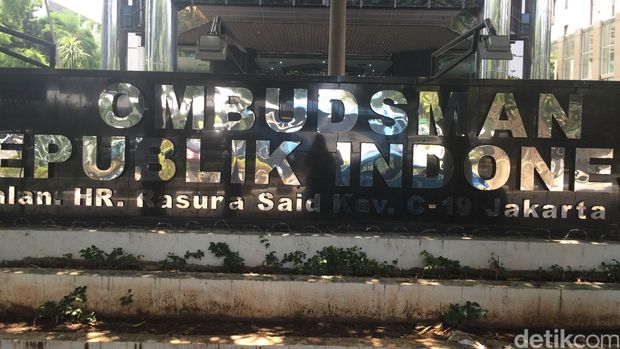 OMBUDSMAN
EPUBLIK INDONE
alan. HR. Rasuna Said Kav. C-19 Jakarta
detikcom